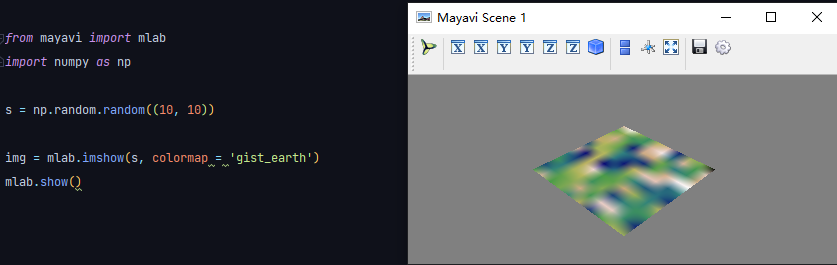 from mayavi import mlab
import numpy as np
s = np.random.random((10, 10))
img = mlab.imshow(s, colormap = 'gist_earth')
mlab.show()
Mayavi Scene 1
X X Y Y Z Z